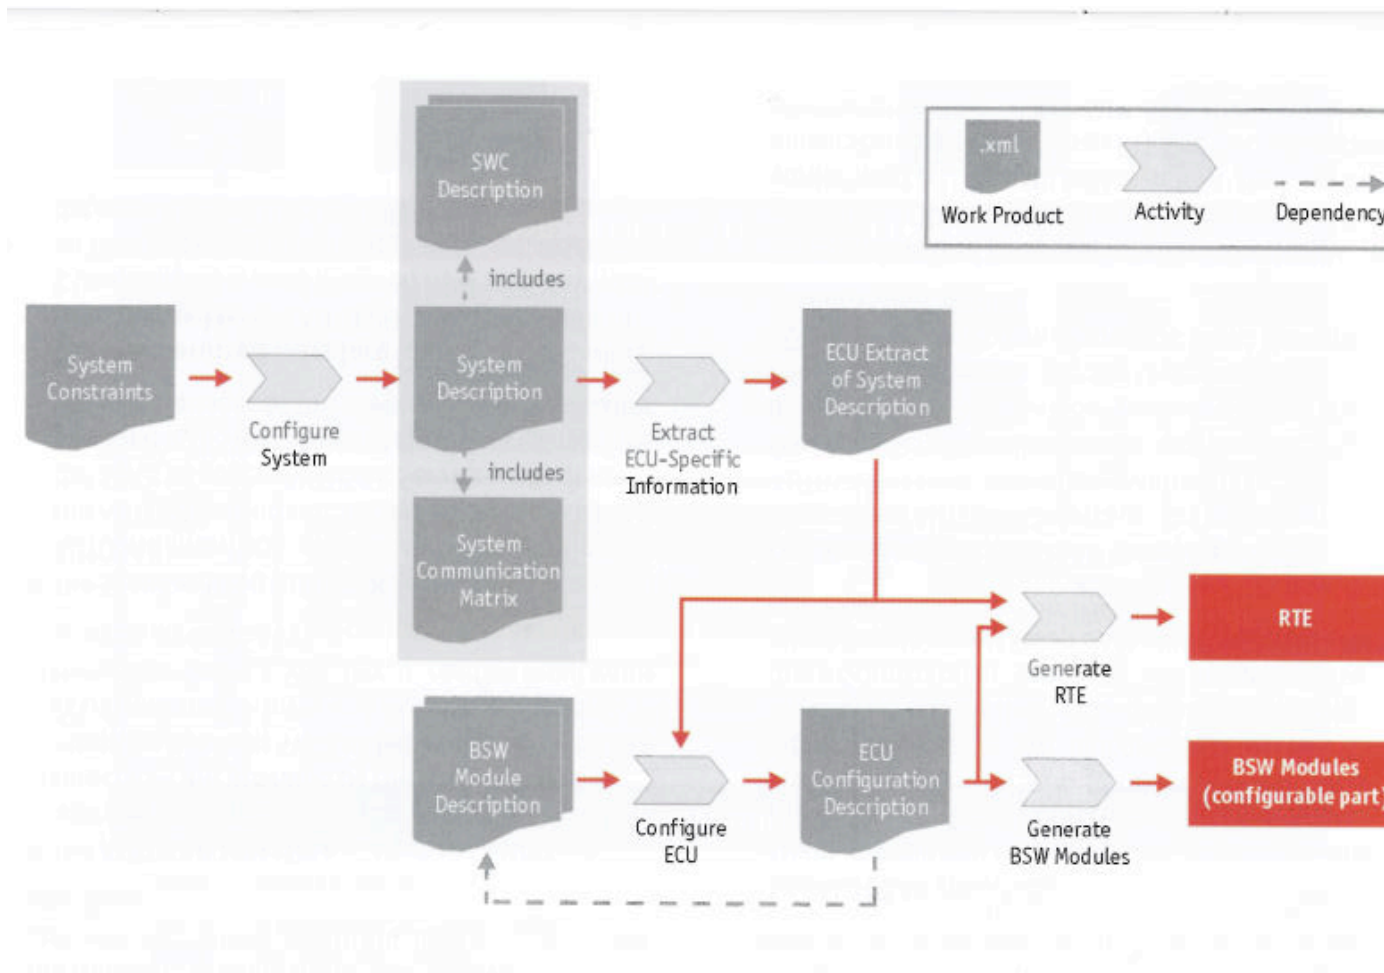 SWC
Description
.xml
Work Product
Activity
Dependency
includes
System
Constraints
Configure
System
System
Description
Extract
ECU-Specific
Information
ECU Extract
of System
Description
includes
System
Communication
Matrix
Generate
RTE
RTE
BSW
Module
Description
Configure
ECU
ECU
Configuration
Description
Generate
BSW Modules
BSW Modules
(configurable part)